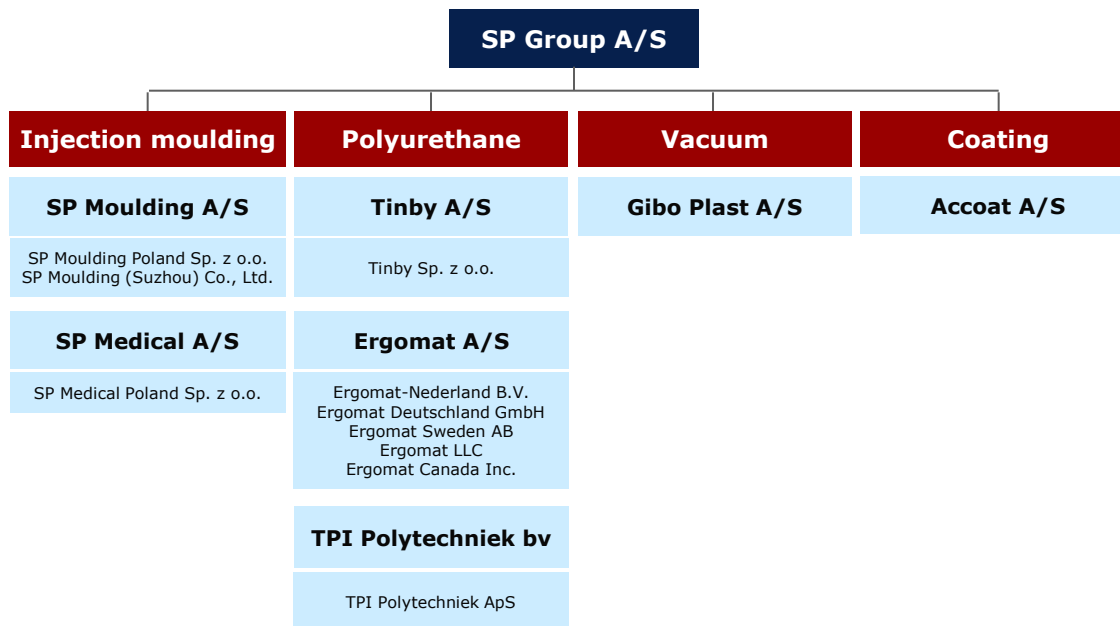 SP Group A/S
Injection moulding
Polyurethane
Vacuum
Coating
SP Moulding A/S
SP Moulding Poland Sp. z o.o.
SP Moulding (Suzhou) Co., Ltd.
SP Medical A/S
SP Medical Poland Sp. z o.o.
Tinby A/S
Tinby Sp. z o.o.
Ergomat A/S
Ergomat-Nederland B.V.
Ergomat Deutschland GmbH
Ergomat Sweden AB
Ergomat LLC
Ergomat Canada Inc.
TPI Polytechniek bv
TPI Polytechniek ApS
Gibo Plast A/S
Accoat A/S